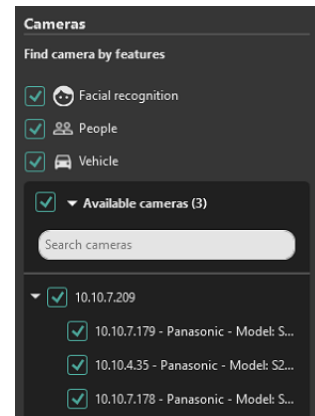 Cameras
Find camera by features
Facial recognition
People
Vehicle
Available cameras (3)
Search cameras
10.10.7.209
10.10.7.179 - Panasonic - Model: S...
10.10.4.35 - Panasonic - Model: S2...
10.10.7.178 - Panasonic - Model: S...